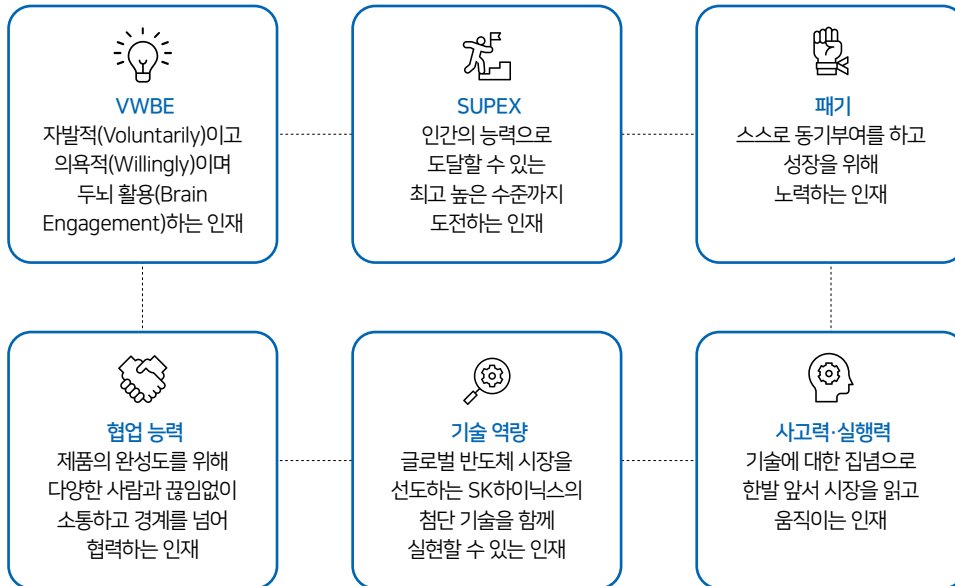 VWBE
자발적(Voluntarily)이고
의욕적(Willingly)이며
두뇌 활용(Brain
Engagement)하는 인재
SUPEX
인간의 능력으로
도달할 수 있는
최고 높은 수준까지
도전하는 인재
패기
스스로 동기부여를 하고
성장을 위해
노력하는 인재
협업 능력
제품의 완성도를 위해
다양한 사람과 끊임없이
소통하고 경계를 넘어
협력하는 인재
기술 역량
글로벌 반도체 시장을
선도하는 SK하이닉스의
첨단 기술을 함께
실현할 수 있는 인재
사고력·실행력
기술에 대한 집념으로
한발 앞서 시장을 읽고
움직이는 인재